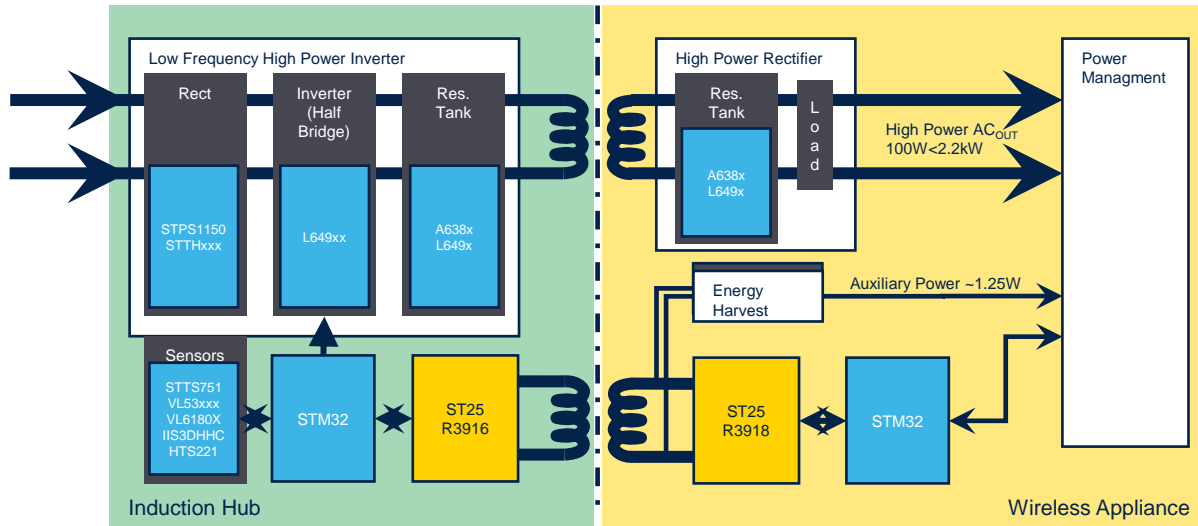 Low Frequency High Power Inverter
Rect
Inverter
(Half
Bridge)
Res.
Tank
STPS1150
STTHxxx
L649xx
A638x
L649x
Sensors
STTS751
VL53xxx
VL6180X
IIS3DHHC
HTS221
STM32
ST25
R3916
Induction Hub
High Power Rectifier
Res.
Tank
A638x
L649x
Load
High Power AC_OUT
100W<2.2kW
Power
Managment
Energy
Harvest
Auxiliary Power ~1.25W
ST25
R3918
STM32
Wireless Appliance